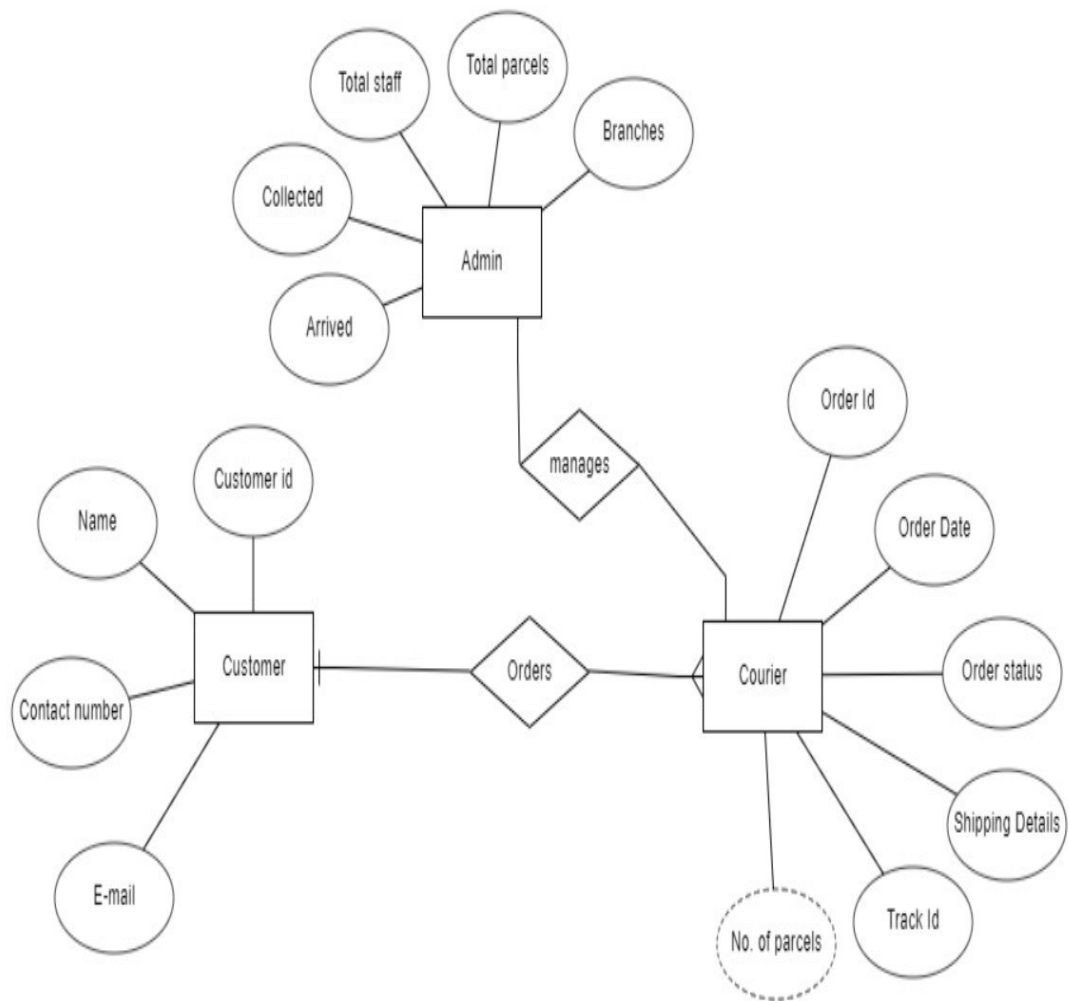 Total parcels
Total staff
Branches
Collected
Admin
Arrived
Order Id
manages
Customer id
Name
Order Date
Customer
Orders
Courier
Order status
Contact number
Shipping Details
E-mail
Track Id
No. of parcels